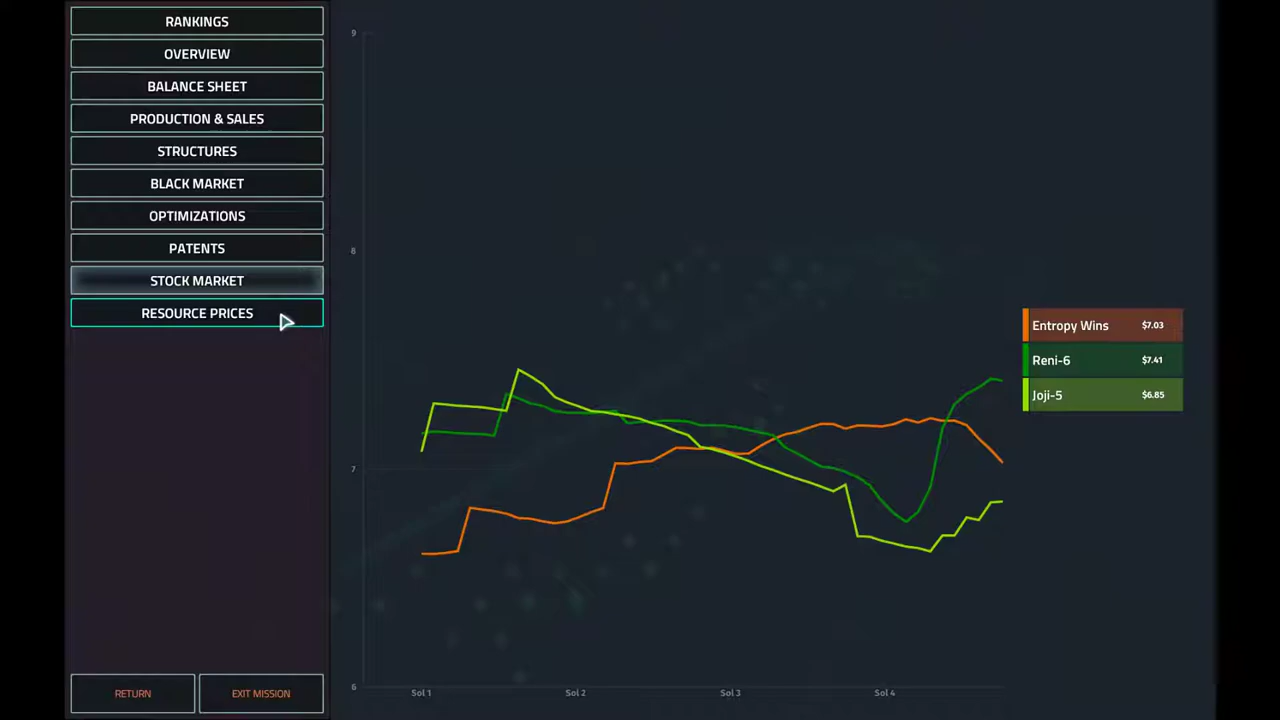 RANKINGS
OVERVIEW
BALANCE SHEET
PRODUCTION & SALES
STRUCTURES
BLACK MARKET
OPTIMIZATIONS
PATENTS
STOCK MARKET
RESOURCE PRICES
RETURN
EXIT MISSION
9
8
7
6
Sol 1
Sol 2
Sol 3
Sol 4
Entropy Wins $7.03
Reni-6 $7.41
Joji-5 $6.85